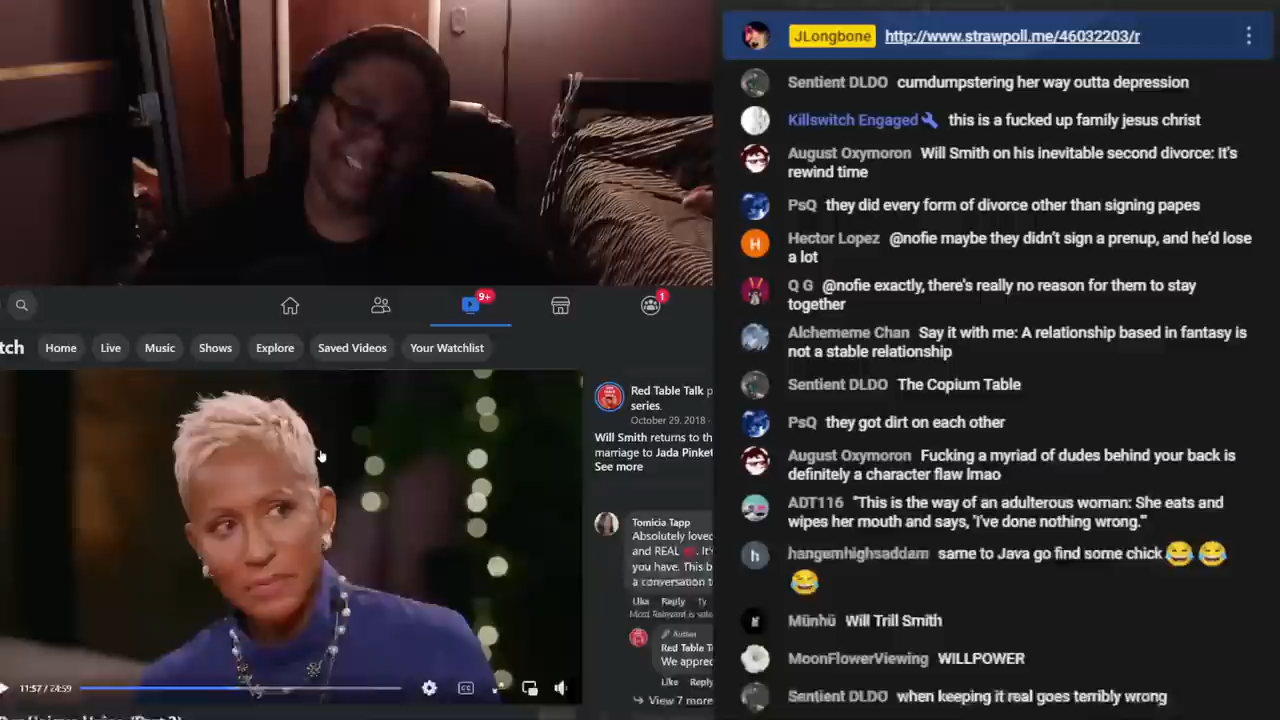 JLongbone http://www.strawpoll.me/46032203/r
Sentient DLDO cumdumpstering her way outta depression
Killswitch Engaged this is a fucked up family jesus christ
August Oxymoron Will Smith on his inevitable second divorce: It's
rewind time
PsQ they did every form of divorce other than signing papes
Hector Lopez @nofie maybe they didn't sign a prenup, and he'd lose
a lot
Q G @nofie exactly, there's really no reason for them to stay
together
Alchememe Chan Say it with me: A relationship based in fantasy is
not a stable relationship
Sentient DLDO The Copium Table
PsQ they got dirt on each other
August Oxymoron Fucking a myriad of dudes behind your back is
definitely a character flaw lmao
ADT116 "This is the way of an adulterous woman: She eats and
wipes her mouth and says, 'I've done nothing wrong.'"
hangemhighsaddam same to Java go find some chick
Münhü Will Trill Smith
MoonFlowerViewing WILLPOWER
Sentient DLDO when keeping it real goes terribly wrong
9+
1
tch Home Live Music Shows Explore Saved Videos Your Watchlist
Red Table Talk p
series.
October 29, 2018 ·
Will Smith returns to th
marriage to Jada Pinket
See more
Tomicia Tapp
Absolutely loved
and REAL It's
you have. This b
a conversation t
Like Reply 1y
Most Relevant is sele
Author
Red Table T
We apprec
Like Reply
View 7 more
11:57 / 24:59